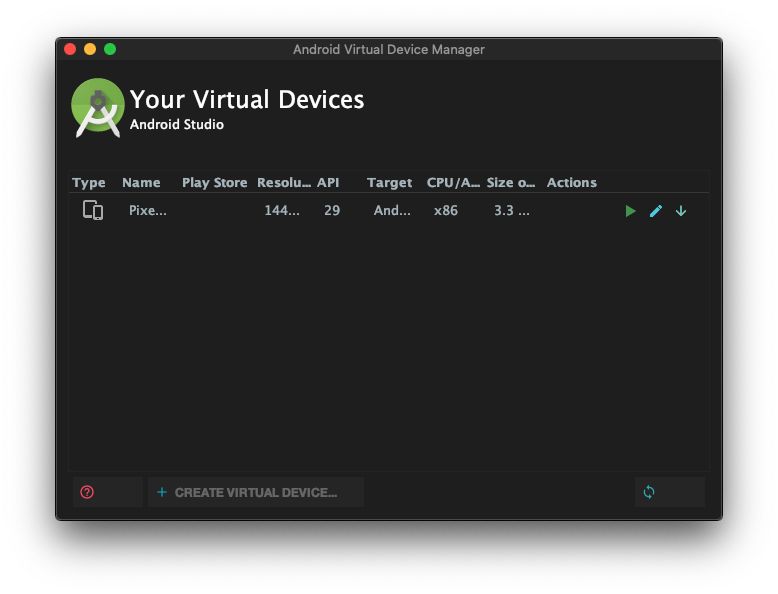 Android Virtual Device Manager
Your Virtual Devices
Android Studio
Type Name Play Store Resolu... API Target CPU/A... Size o... Actions
Pixe... 144... 29 And... x86 3.3 ...
? + CREATE VIRTUAL DEVICE...